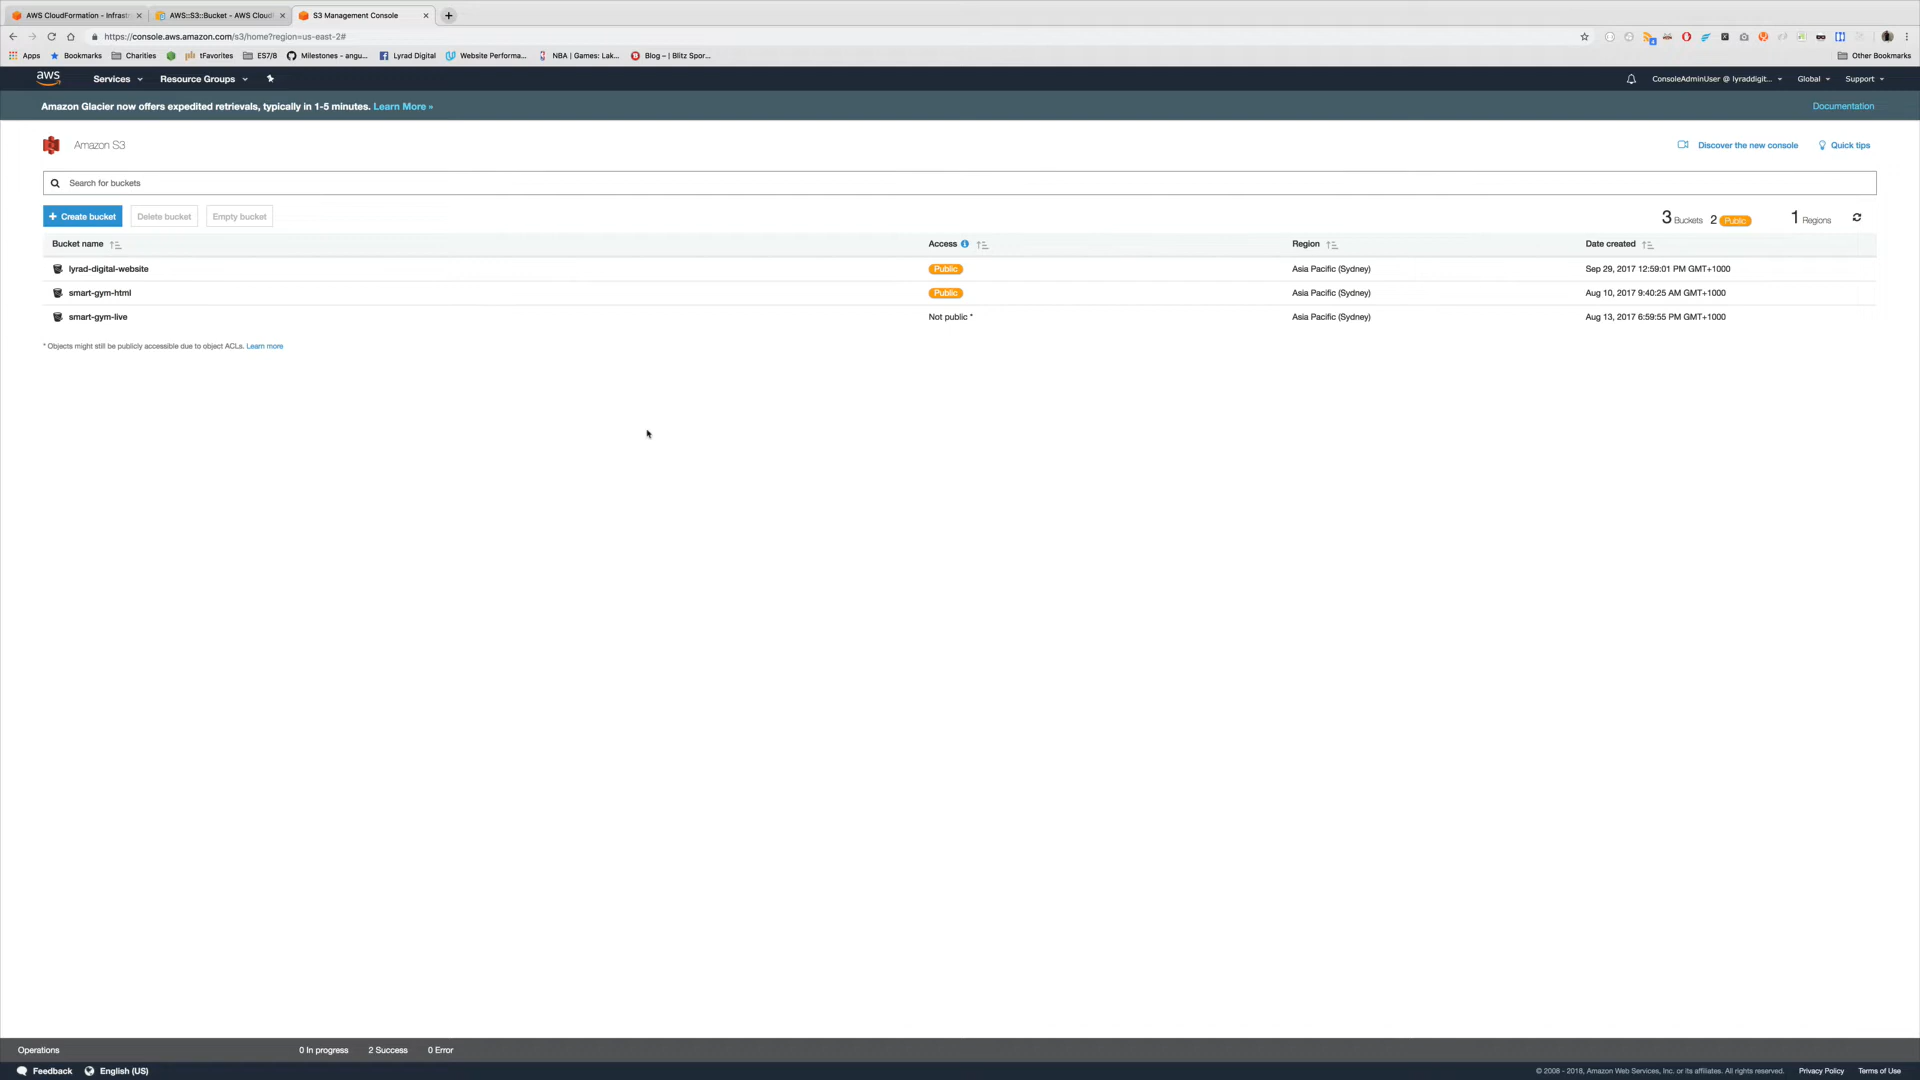 AWS CloudFormation - Infrastr
AWS::S3::Bucket - AWS CloudF
S3 Management Console
https://console.aws.amazon.com/s3/home?region=us-east-2#
Apps
Bookmarks
Charities
tFavorites
ES7/8
Milestones - angu...
Lyrad Digital
Website Performa...
NBA | Games: Lak...
Blog – | Blitz Spor...
Other Bookmarks
aws
Services
Resource Groups
ConsoleAdminUser @ lyraddigit...
Global
Support
Amazon Glacier now offers expedited retrievals, typically in 1-5 minutes. Learn More »
Documentation
Amazon S3
Discover the new console
Quick tips
Search for buckets
+ Create bucket
Delete bucket
Empty bucket
3 Buckets 2 Public 1 Regions
Bucket name Access Region Date created
lyrad-digital-website Public Asia Pacific (Sydney) Sep 29, 2017 12:59:01 PM GMT+1000
smart-gym-html Public Asia Pacific (Sydney) Aug 10, 2017 9:40:25 AM GMT+1000
smart-gym-live Not public * Asia Pacific (Sydney) Aug 13, 2017 6:59:55 PM GMT+1000
* Objects might still be publicly accessible due to object ACLs. Learn more
Operations 0 In progress 2 Success 0 Error
Feedback English (US)
© 2008 - 2018, Amazon Web Services, Inc. or its affiliates. All rights reserved. Privacy Policy Terms of Use